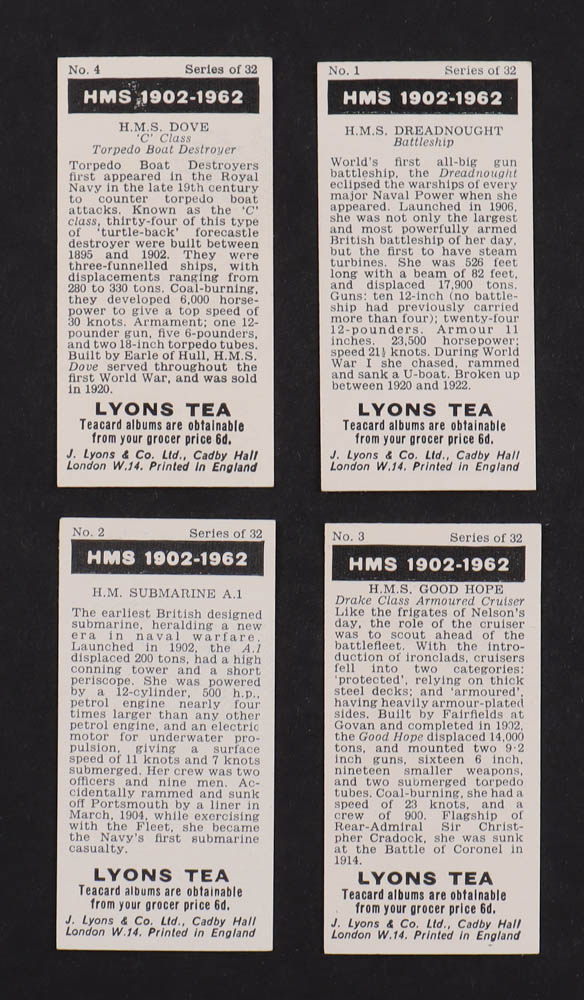 No. 4 Series of 32
HMS 1902-1962
H.M.S. DOVE
'C' Class
Torpedo Boat Destroyer
Torpedo Boat Destroyers
first appeared in the Royal
Navy in the late 19th century
to counter torpedo boat
attacks. Known as the 'C'
class, thirty-four of this type
of 'turtle-back' forecastle
destroyer were built between
1895 and 1902. They were
three-funnelled ships, with
displacements ranging from
280 to 330 tons. Coal-burning,
they developed 6,000 horse-
power to give a top speed of
30 knots. Armament; one 12-
pounder gun, five 6-pounders,
and two 18-inch torpedo tubes.
Built by Earle of Hull, H.M.S.
Dove served throughout the
first World War, and was sold
in 1920.
LYONS TEA
Teacard albums are obtainable
from your grocer price 6d.
J. Lyons & Co. Ltd., Cadby Hall
London W.14. Printed in England
No. 1 Series of 32
HMS 1902-1962
H.M.S. DREADNOUGHT
Battleship
World's first all-big gun
battleship, the Dreadnought
eclipsed the warships of every
major Naval Power when she
appeared. Launched in 1906,
she was not only the largest
and most powerfully armed
British battleship of her day,
but the first to have steam
turbines. She was 526 feet
long with a beam of 82 feet,
and displaced 17,900 tons.
Guns: ten 12-inch (no battle-
ship had previously carried
more than four); twenty-four
12-pounders. Armour 11
inches. 23,500 horsepower;
speed 21½ knots. During World
War I she chased, rammed
and sank a U-boat. Broken up
between 1920 and 1922.
LYONS TEA
Teacard albums are obtainable
from your grocer price 6d.
J. Lyons & Co. Ltd., Cadby Hall
London W.14. Printed in England
No. 2 Series of 32
HMS 1902-1962
H.M. SUBMARINE A.1
The earliest British designed
submarine, heralding a new
era in naval warfare.
Launched in 1902, the A.1
displaced 200 tons, had a high
conning tower and a short
periscope. She was powered
by a 12-cylinder, 500 h.p.,
petrol engine nearly four
times larger than any other
petrol engine, and an electric
motor for underwater pro-
pulsion, giving a surface
speed of 11 knots and 7 knots
submerged. Her crew was two
officers and nine men. Ac-
cidentally rammed and sunk
off Portsmouth by a liner in
March, 1904, while exercising
with the Fleet, she became
the Navy's first submarine
casualty.
LYONS TEA
Teacard albums are obtainable
from your grocer price 6d.
J. Lyons & Co. Ltd., Cadby Hall
London W.14. Printed in England
No. 3 Series of 32
HMS 1902-1962
H.M.S. GOOD HOPE
Drake Class Armoured Cruiser
Like the frigates of Nelson's
day, the role of the cruiser
was to scout ahead of the
battlefleet. With the intro-
duction of ironclads, cruisers
fell into two categories:
'protected', relying on thick
steel decks; and 'armoured',
having heavily armour-plated
sides. Built by Fairfields at
Govan and completed in 1902,
the Good Hope displaced 14,000
tons, and mounted two 9·2
inch guns, sixteen 6 inch,
nineteen smaller weapons,
and two submerged torpedo
tubes. Coal-burning, she had a
speed of 23 knots, and a
crew of 900. Flagship of
Rear-Admiral Sir Christ-
pher Cradock, she was sunk
at the Battle of Coronel in
1914.
LYONS TEA
Teacard albums are obtainable
from your grocer price 6d.
J. Lyons & Co. Ltd., Cadby Hall
London W.14. Printed in England